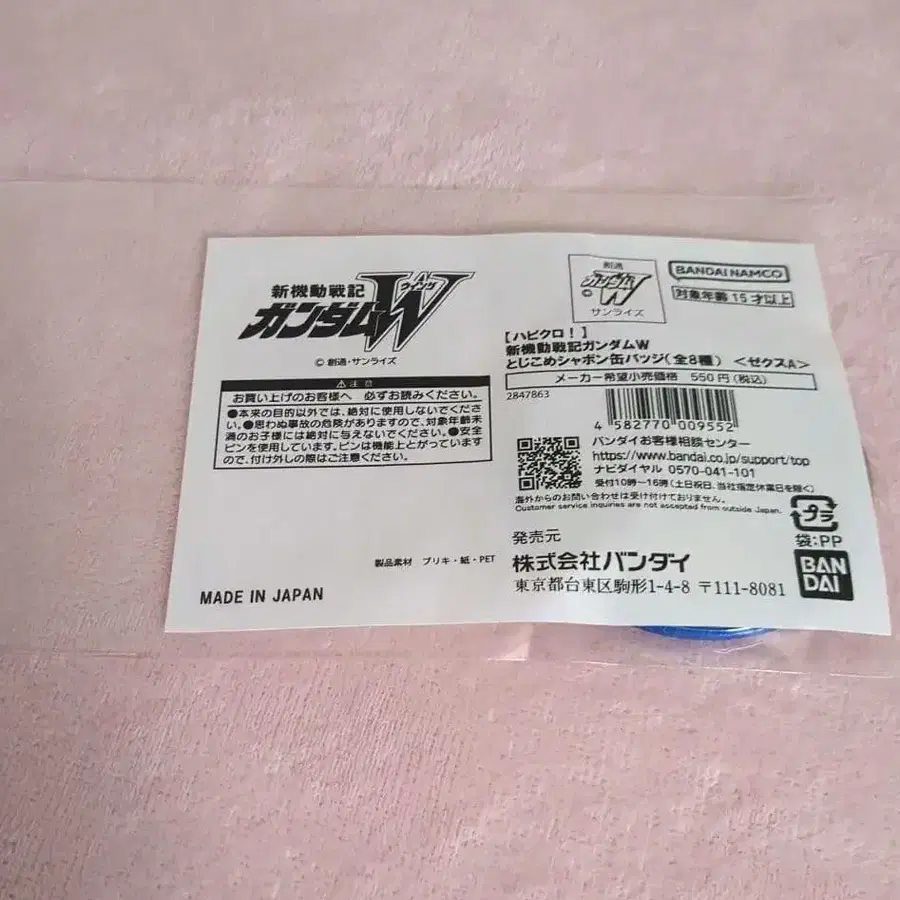 新機動戦記
ガンダムW
ウイング
© 創通・サンライズ
⚠ 注意
お買い上げのお客様へ 必ずお読みください。
●本来の目的以外では、絶対に使用しないでくださ
い。●思わぬ事故の危険がありますので、対象年齢未
満のお子様には絶対に与えないでください。●安全
ピンを使用しています。ピンは機能上とがっています
ので、付け外しの際はご注意ください。
製品素材 ブリキ・紙・PET
MADE IN JAPAN
創通
ガンダムW
©
サンライズ
BANDAI NAMCO
対象年齢 15才以上
【ハピクロ!】
新機動戦記ガンダムW
とじこめシャボン缶バッジ(全8種) <ゼクスA>
メーカー希望小売価格 550円(税込)
2847863
4 582770 009552
バンダイお客様相談センター
https://www.bandai.co.jp/support/top
ナビダイヤル 0570-041-101
受付10時~16時(土日祝日、当社指定休業日を除く)
海外からのお問い合わせは受け付けておりません。
Customer service inquiries are not accepted from outside Japan.
プラ
袋:PP
発売元
株式会社バンダイ
東京都台東区駒形1-4-8 〒111-8081
BAN
DAI